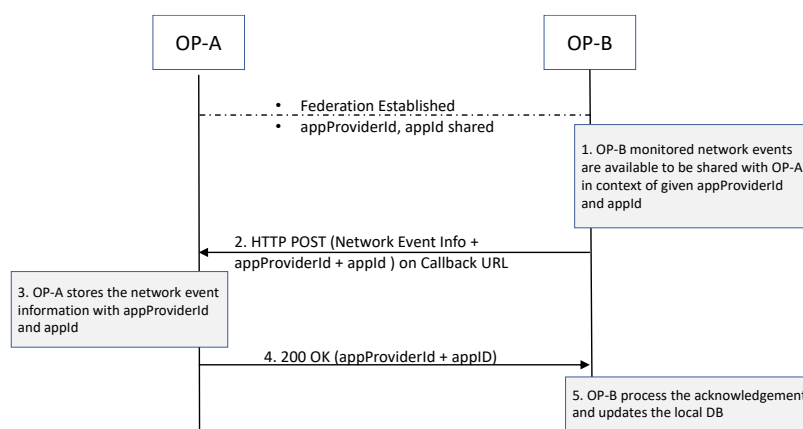 OP-A
OP-B
• Federation Established
• appProviderId, appId shared
1. OP-B monitored network events
are available to be shared with OP-A
in context of given appProviderId
and appId
2. HTTP POST (Network Event Info +
appProviderId + appId ) on Callback URL
3. OP-A stores the network event
information with appProviderId
and appId
4. 200 OK (appProviderId + appID)
5. OP-B process the acknowledgement
and updates the local DB